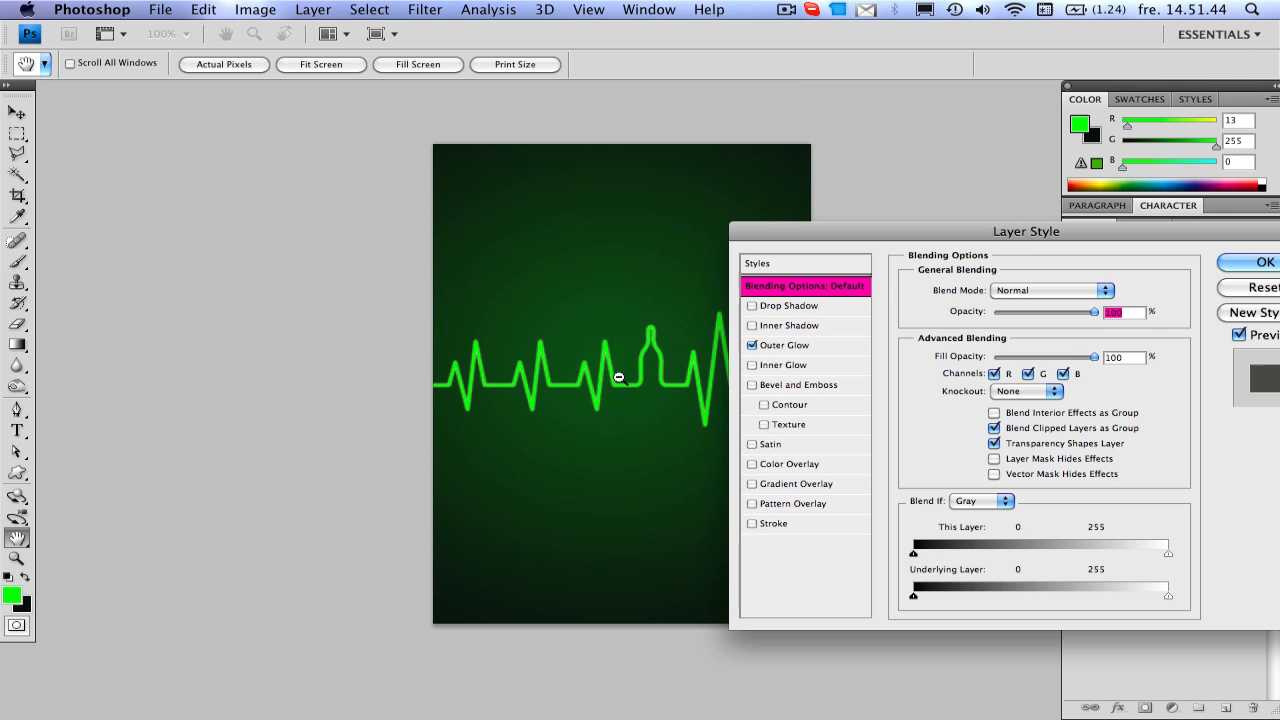 Photoshop File Edit Image Layer Select Filter Analysis 3D View Window Help (1.24) fre. 14.51.44
Ps Br 100% ESSENTIALS
Scroll All Windows Actual Pixels Fit Screen Fill Screen Print Size
COLOR SWATCHES STYLES
R 13
G 255
B 0
PARAGRAPH CHARACTER
Layer Style
Styles
Blending Options: Default
Drop Shadow
Inner Shadow
Outer Glow
Inner Glow
Bevel and Emboss
Contour
Texture
Satin
Color Overlay
Gradient Overlay
Pattern Overlay
Stroke
Blending Options
General Blending
Blend Mode: Normal
Opacity: 100 %
Advanced Blending
Fill Opacity: 100 %
Channels: R G B
Knockout: None
Blend Interior Effects as Group
Blend Clipped Layers as Group
Transparency Shapes Layer
Layer Mask Hides Effects
Vector Mask Hides Effects
Blend If: Gray
This Layer: 0 255
Underlying Layer: 0 255
OK
Reset
New Sty
Previ
T
fx